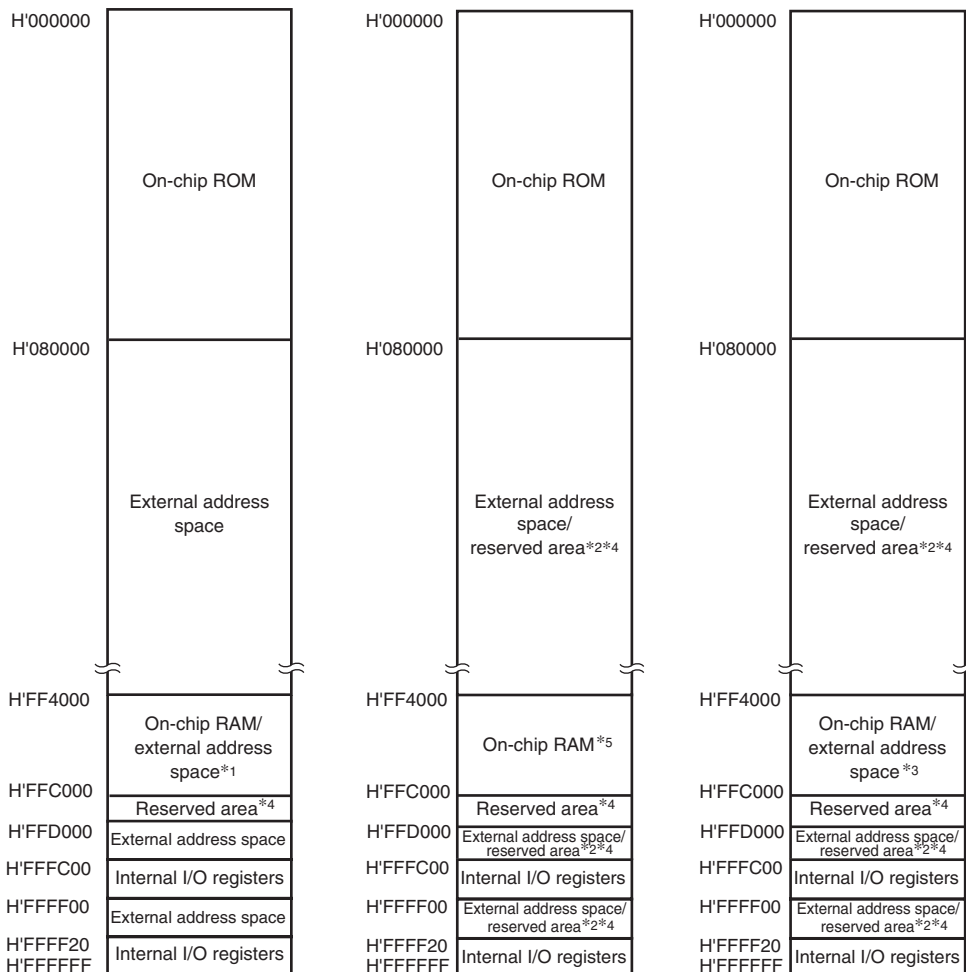 H'000000
On-chip ROM
H'080000
External address
space
H'FF4000
On-chip RAM/
external address
space*1
H'FFC000
Reserved area*4
H'FFD000
External address space
H'FFFC00
Internal I/O registers
H'FFFF00
External address space
H'FFFF20
Internal I/O registers
H'FFFFFF
H'000000
On-chip ROM
H'080000
External address
space/
reserved area*2*4
H'FF4000
On-chip RAM*5
H'FFC000
Reserved area*4
H'FFD000
External address space/
reserved area*2*4
H'FFFC00
Internal I/O registers
H'FFFF00
External address space/
reserved area*2*4
H'FFFF20
Internal I/O registers
H'FFFFFF
H'000000
On-chip ROM
H'080000
External address
space/
reserved area*2*4
H'FF4000
On-chip RAM/
external address
space*3
H'FFC000
Reserved area*4
H'FFD000
External address space/
reserved area*2*4
H'FFFC00
Internal I/O registers
H'FFFF00
External address space/
reserved area*2*4
H'FFFF20
Internal I/O registers
H'FFFFFF